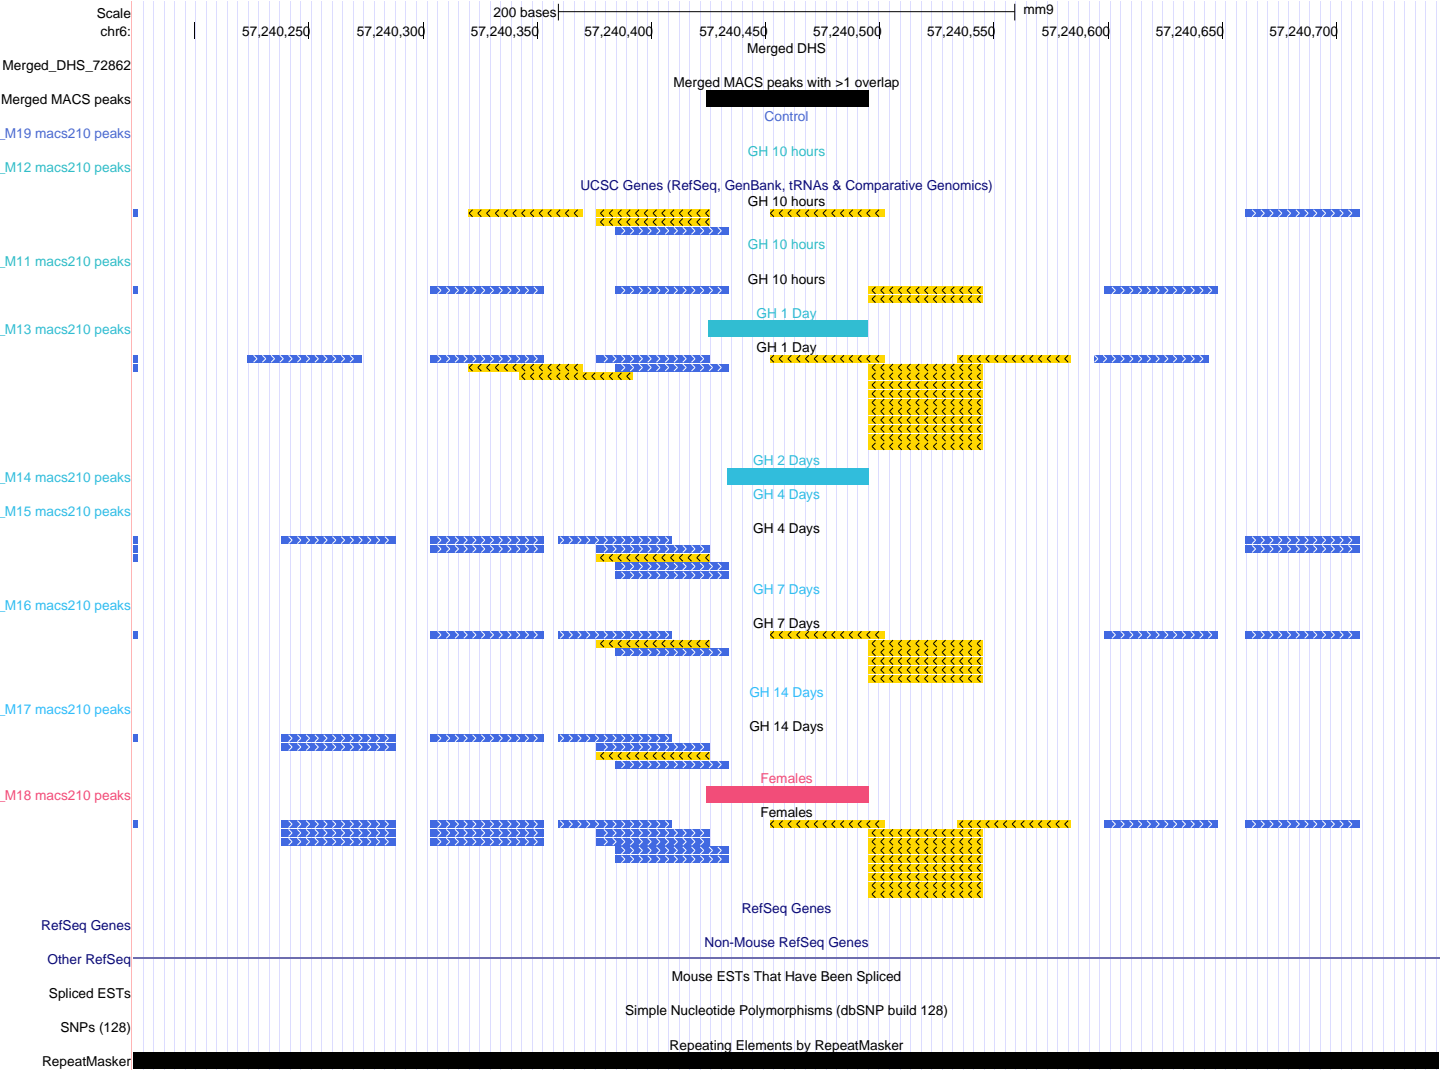 Scale 200 bases mm9
chr6: 57,240,250 57,240,300 57,240,350 57,240,400 57,240,450 57,240,500 57,240,550 57,240,600 57,240,650 57,240,700
Merged DHS
Merged_DHS_72862
Merged MACS peaks with >1 overlap
Merged MACS peaks
Control
_M19 macs210 peaks
GH 10 hours
_M12 macs210 peaks
UCSC Genes (RefSeq, GenBank, tRNAs & Comparative Genomics)
GH 10 hours
GH 10 hours
_M11 macs210 peaks
GH 10 hours
GH 1 Day
_M13 macs210 peaks
GH 1 Day
GH 2 Days
_M14 macs210 peaks
GH 4 Days
_M15 macs210 peaks
GH 4 Days
GH 7 Days
_M16 macs210 peaks
GH 7 Days
GH 14 Days
_M17 macs210 peaks
GH 14 Days
Females
_M18 macs210 peaks
Females
RefSeq Genes
RefSeq Genes
Non-Mouse RefSeq Genes
Other RefSeq
Mouse ESTs That Have Been Spliced
Spliced ESTs
Simple Nucleotide Polymorphisms (dbSNP build 128)
SNPs (128)
Repeating Elements by RepeatMasker
RepeatMasker